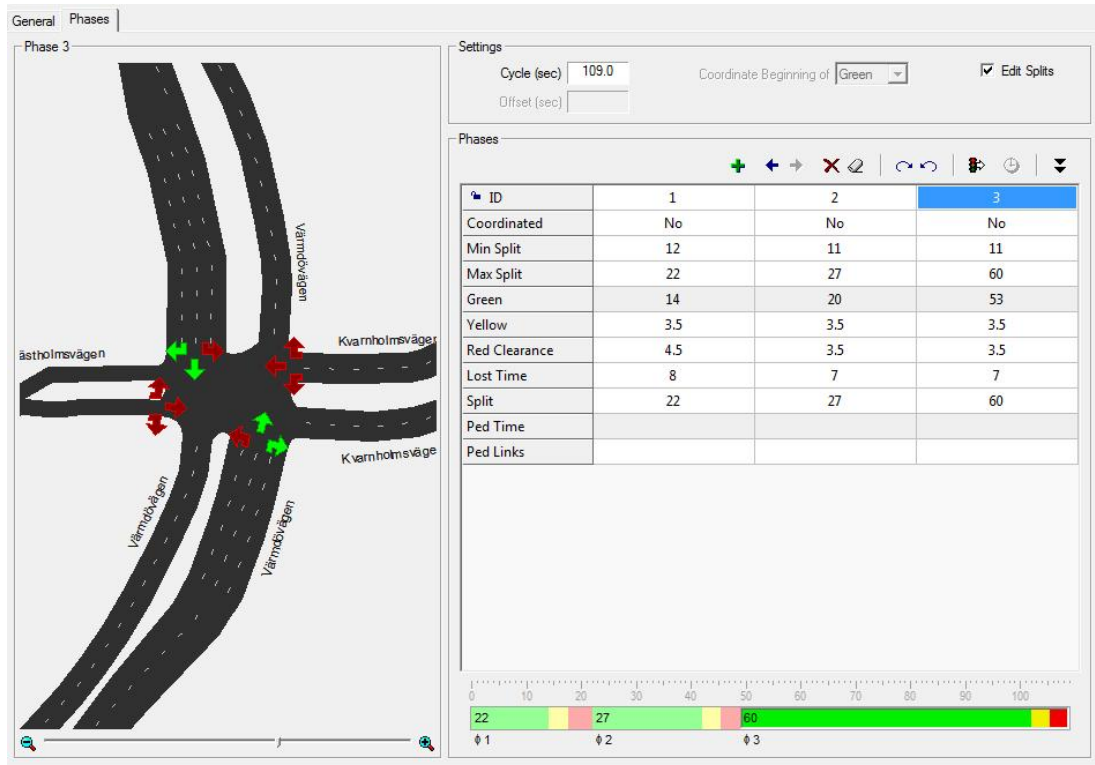 General Phases
Phase 3
Värmdövägen
Kvarnholmsväger
ästholmsvägen
Kvarnholmsväge
Värmdövägen
Värmdövägen
Settings
Cycle (sec) 109.0 Coordinate Beginning of Green Edit Splits
Offset (sec)
Phases
ID 1 2 3
Coordinated No No No
Min Split 12 11 11
Max Split 22 27 60
Green 14 20 53
Yellow 3.5 3.5 3.5
Red Clearance 4.5 3.5 3.5
Lost Time 8 7 7
Split 22 27 60
Ped Time
Ped Links
0 10 20 30 40 50 60 70 80 90 100
22 27 60
ϕ1 ϕ2 ϕ3